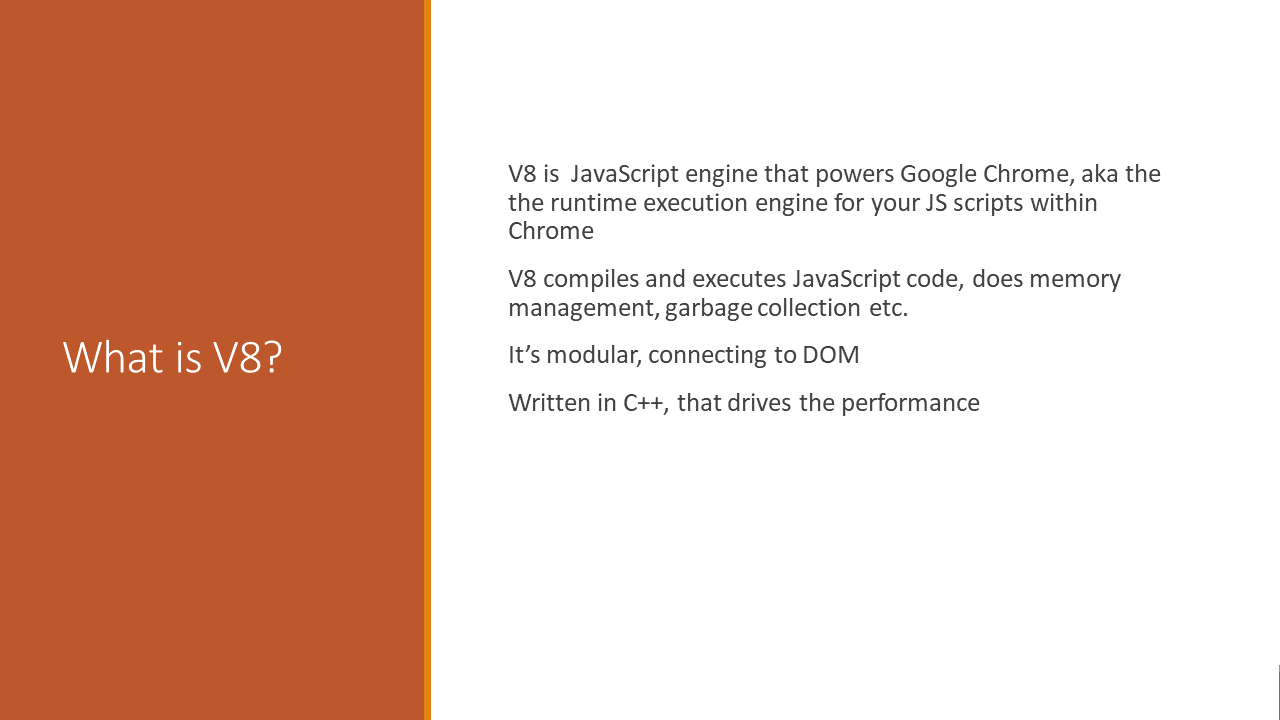 What is V8?
V8 is  JavaScript engine that powers Google Chrome, aka the
the runtime execution engine for your JS scripts within
Chrome
V8 compiles and executes JavaScript code, does memory
management, garbage collection etc.
It’s modular, connecting to DOM
Written in C++, that drives the performance